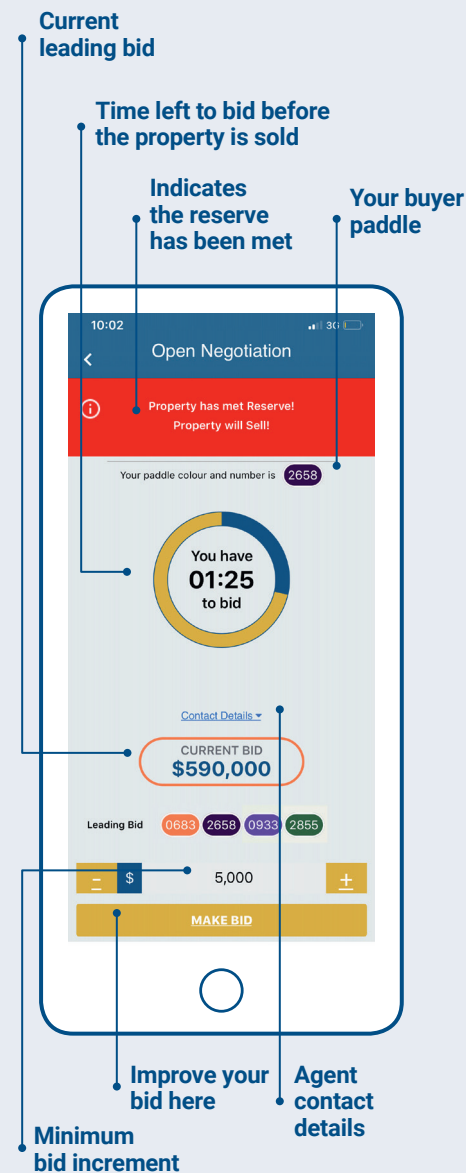 Current
leading bid
Time left to bid before
the property is sold
Indicates
the reserve
has been met
Your buyer
paddle
10:02
3G
Open Negotiation
Property has met Reserve!
Property will Sell!
Your paddle colour and number is 2658
You have
01:25
to bid
Contact Details
CURRENT BID
$590,000
Leading Bid 0683 2658 0933 2855
- $ 5,000 +
MAKE BID
Improve your
bid here
Agent
contact
details
Minimum
bid increment